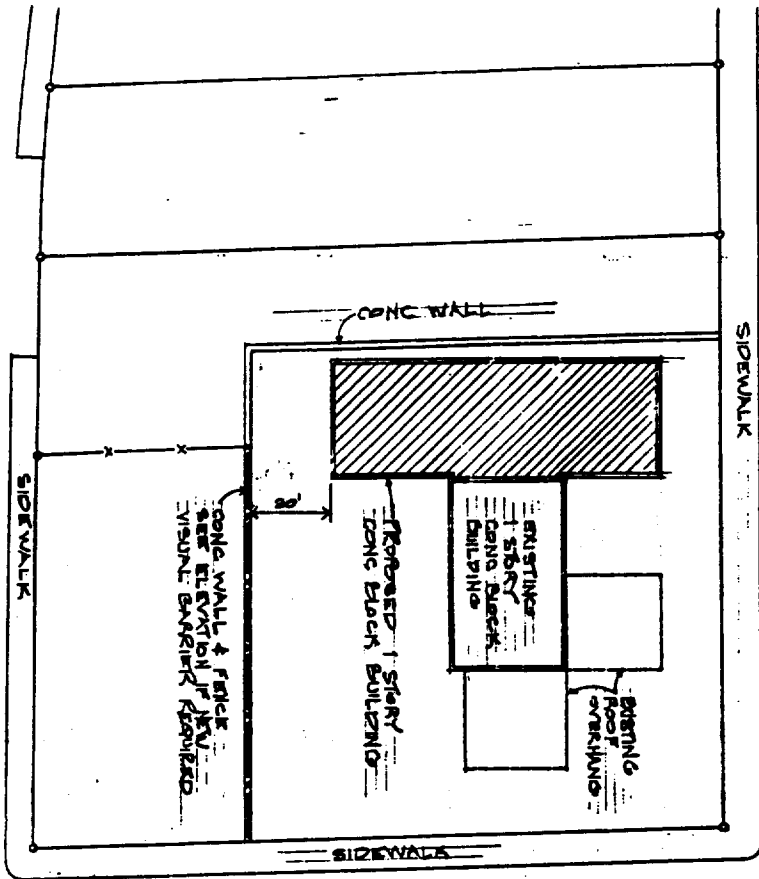 CONC WALL
SIDEWALK
SIDEWALK
20'
CONC WALL & FENCE
SEE ELEVATION IF NEW
VISUAL BARRIER REQUIRED
PROPOSED 1 STORY
CONC BLOCK BUILDING
EXISTING
1 STORY
CONC BLOCK
BUILDING
EXISTING
ROOF
OVERHANG
SIDEWALK